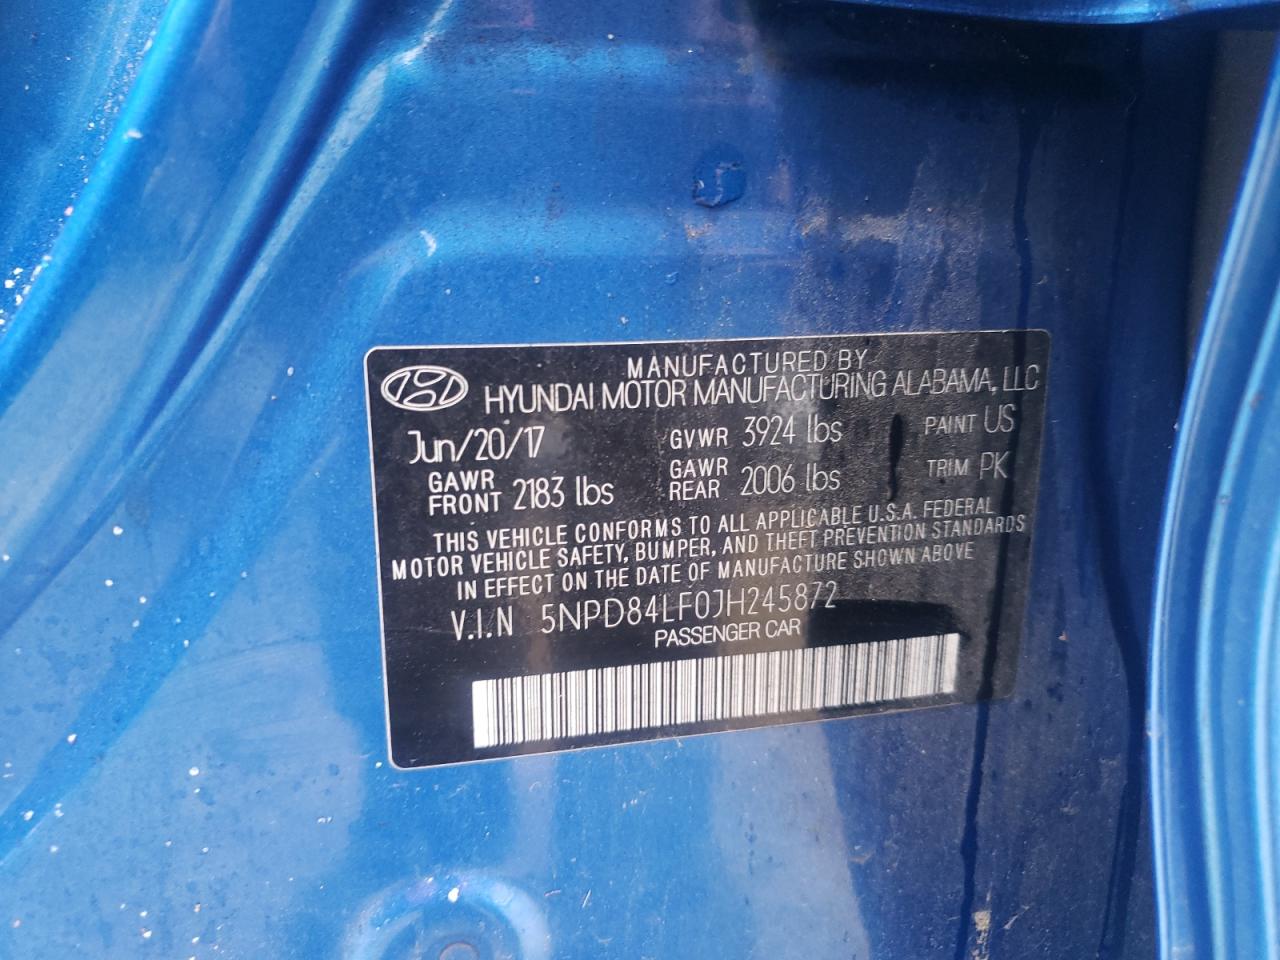 MANUFACTURED BY
HYUNDAI MOTOR MANUFACTURING ALABAMA, LLC
Jun/20/17 GVWR 3924 lbs PAINT US
GAWR FRONT 2183 lbs GAWR REAR 2006 lbs TRIM PK
THIS VEHICLE CONFORMS TO ALL APPLICABLE U.S.A. FEDERAL
MOTOR VEHICLE SAFETY, BUMPER, AND THEFT PREVENTION STANDARDS
IN EFFECT ON THE DATE OF MANUFACTURE SHOWN ABOVE
V.I.N 5NPD84LF0JH245872
PASSENGER CAR